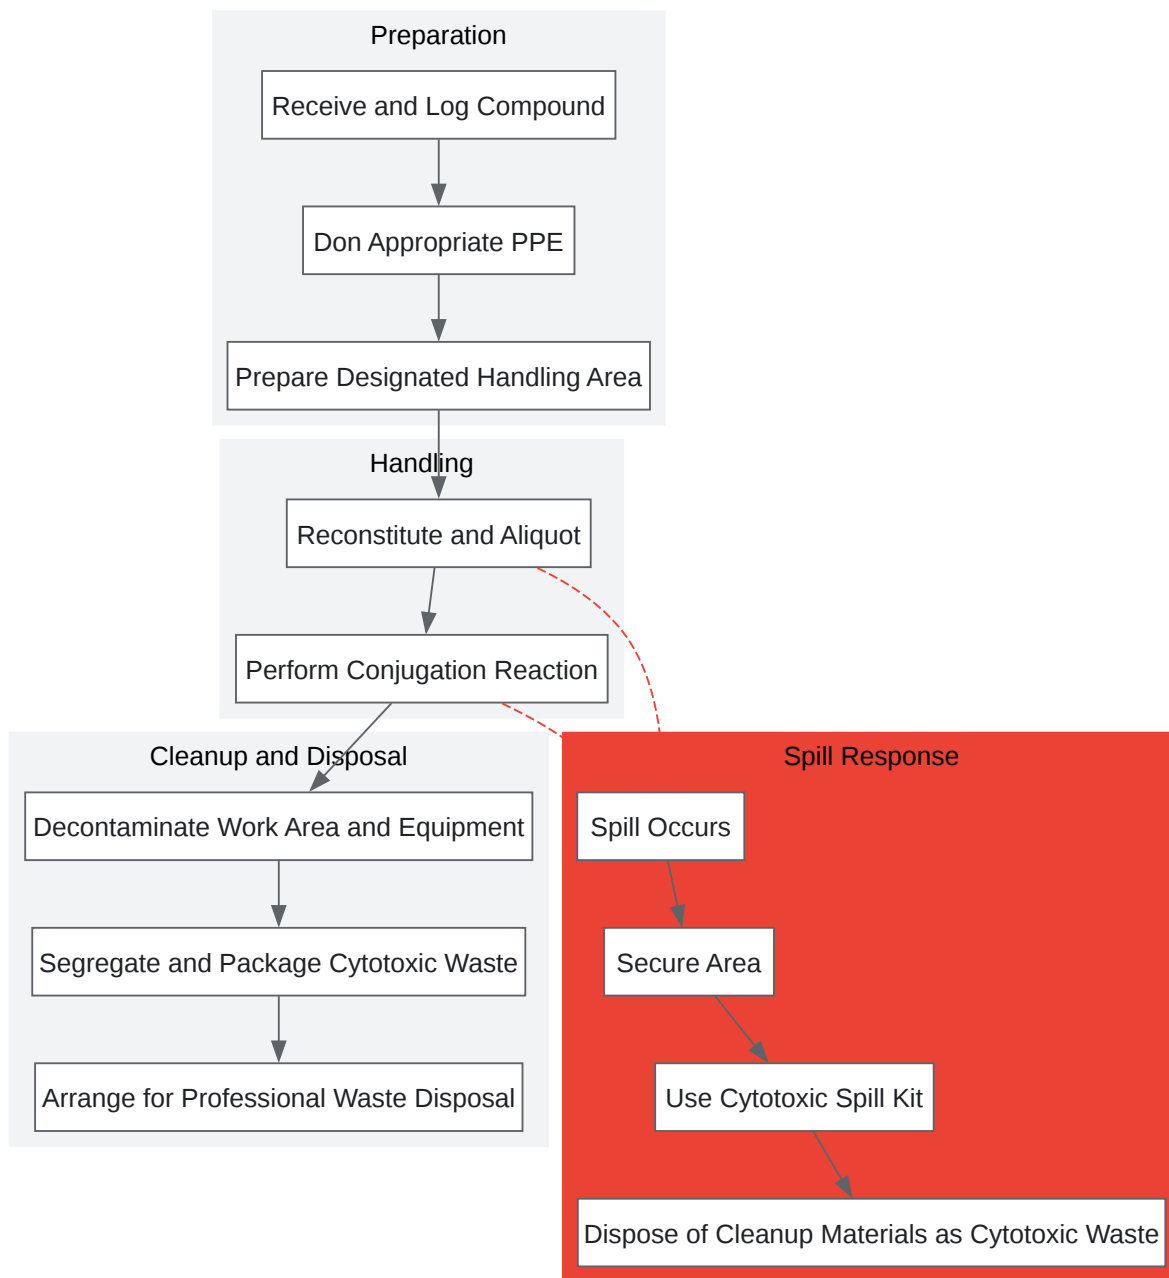 Preparation
Receive and Log Compound
Don Appropriate PPE
Prepare Designated Handling Area
Handling
Reconstitute and Aliquot
Perform Conjugation Reaction
Cleanup and Disposal
Decontaminate Work Area and Equipment
Segregate and Package Cytotoxic Waste
Arrange for Professional Waste Disposal
Spill Response
Spill Occurs
Secure Area
Use Cytotoxic Spill Kit
Dispose of Cleanup Materials as Cytotoxic Waste